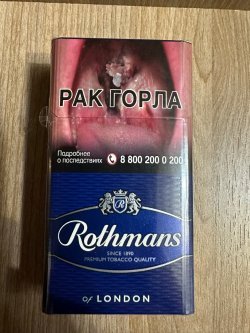 РАК ГОРЛА
Подробнее
о последствиях 8 800 200 0 200
R
Rothmans
SINCE 1890
PREMIUM TOBACCO QUALITY
of LONDON